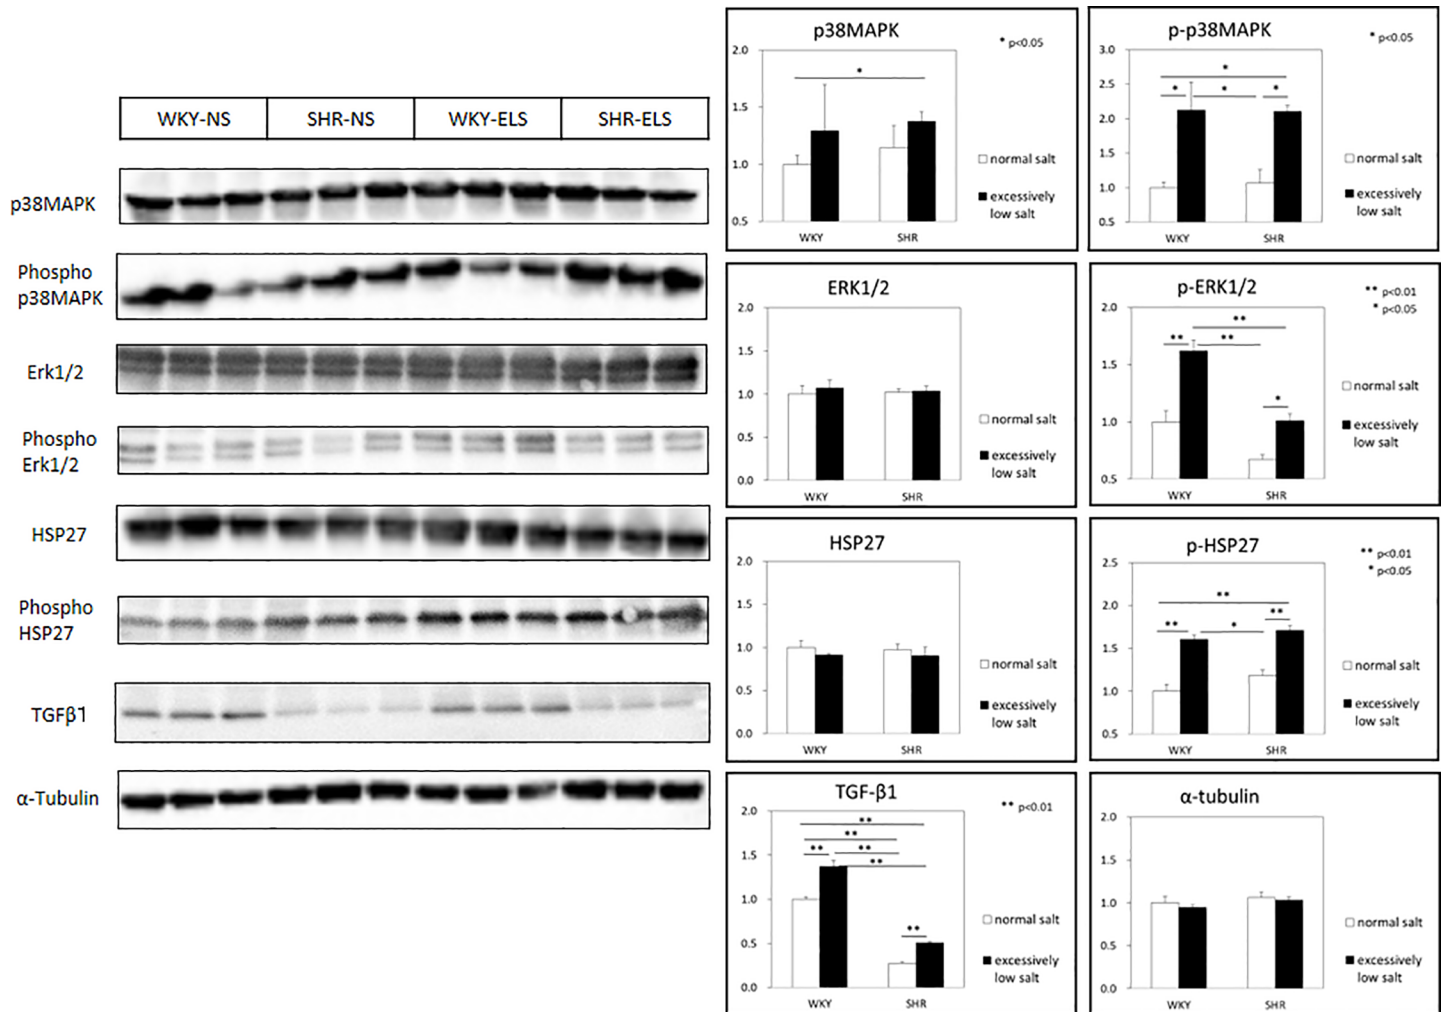 WKY-NS SHR-NS WKY-ELS SHR-ELS
p38MAPK
Phospho
p38MAPK
Erk1/2
Phospho
Erk1/2
HSP27
Phospho
HSP27
TGFβ1
α-Tubulin
p38MAPK
* p<0.05
2.0
*
1.5
1.0
0.5
WKY SHR
normal salt
excessively
low salt
p-p38MAPK
* p<0.05
3.0
2.5
2.0
1.5
1.0
0.5
*
* * *
WKY SHR
normal salt
excessively
low salt
ERK1/2
2.0
1.5
1.0
0.5
0.0
WKY SHR
normal salt
excessively
low salt
p-ERK1/2
** p<0.01
* p<0.05
2.0
1.5
1.0
0.5
**
** **
*
WKY SHR
normal salt
excessively
low salt
HSP27
2.0
1.5
1.0
0.5
0.0
WKY SHR
normal salt
excessively
low salt
p-HSP27
** p<0.01
* p<0.05
2.5
2.0
1.5
1.0
0.5
**
** * **
WKY SHR
normal salt
excessively
low salt
TGF-β1
** p<0.01
2.0
1.5
1.0
0.5
0.0
**
**
** **
**
**
WKY SHR
normal salt
excessively
low salt
α-tubulin
2.0
1.5
1.0
0.5
0.0
WKY SHR
normal salt
excessively
low salt